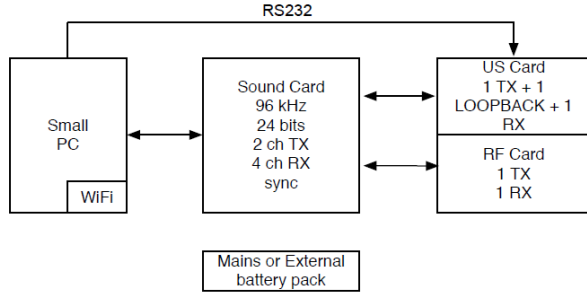 RS232
Small
PC
WiFi
Sound Card
96 kHz
24 bits
2 ch TX
4 ch RX
sync
US Card
1 TX + 1
LOOPBACK + 1
RX
RF Card
1 TX
1 RX
Mains or External
battery pack